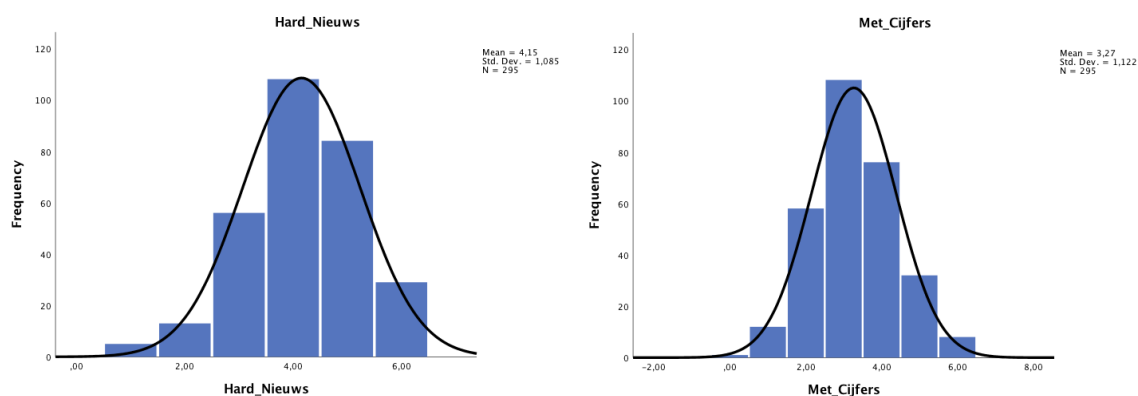 Hard_Nieuws
Mean = 4,15
Std. Dev. = 1,085
N = 295
Frequency
120
100
80
60
40
20
0
,00
2,00
4,00
6,00
Hard_Nieuws
Met_Cijfers
Mean = 3,27
Std. Dev. = 1,122
N = 295
Frequency
120
100
80
60
40
20
0
-2,00
,00
2,00
4,00
6,00
8,00
Met_Cijfers